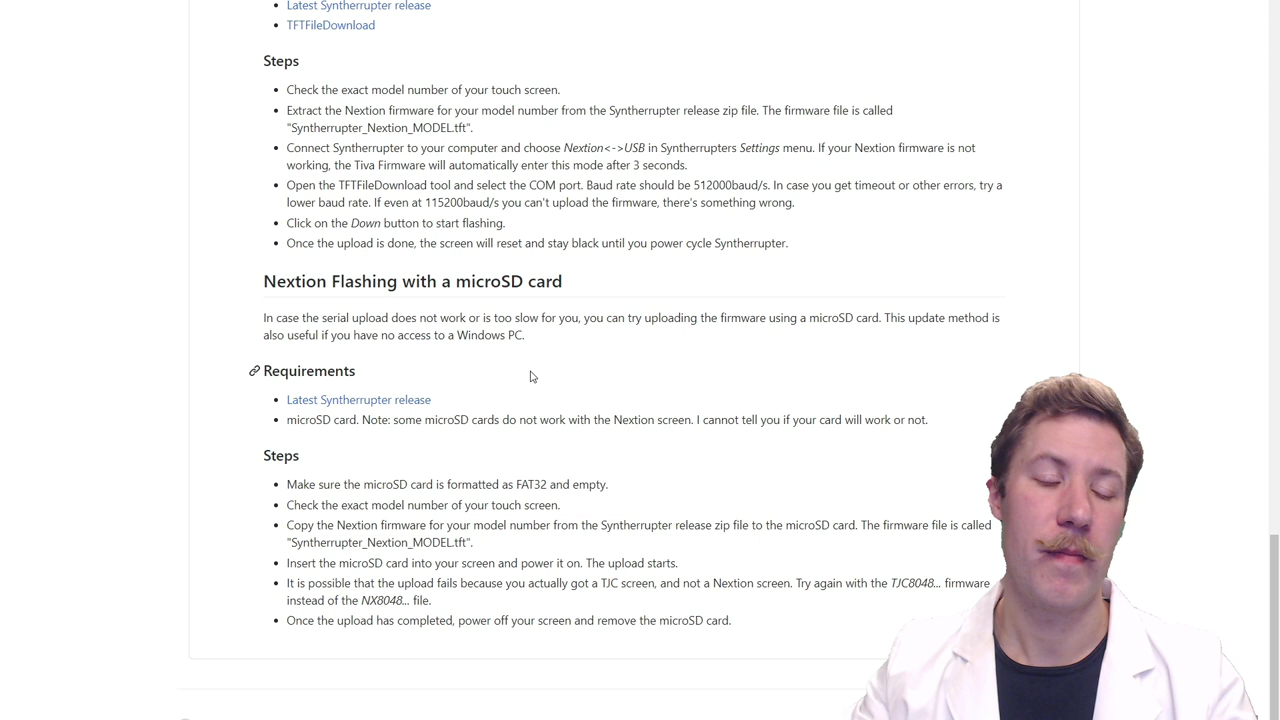 Latest Syntherrupter release
TFTFileDownload
Steps
Check the exact model number of your touch screen.
Extract the Nextion firmware for your model number from the Syntherrupter release zip file. The firmware file is called
"Syntherrupter_Nextion_MODEL.tft".
Connect Syntherrupter to your computer and choose Nextion<->USB in Syntherrupters Settings menu. If your Nextion firmware is not
working, the Tiva Firmware will automatically enter this mode after 3 seconds.
Open the TFTFileDownload tool and select the COM port. Baud rate should be 512000baud/s. In case you get timeout or other errors, try a
lower baud rate. If even at 115200baud/s you can't upload the firmware, there's something wrong.
Click on the Down button to start flashing.
Once the upload is done, the screen will reset and stay black until you power cycle Syntherrupter.
Nextion Flashing with a microSD card
In case the serial upload does not work or is too slow for you, you can try uploading the firmware using a microSD card. This update method is
also useful if you have no access to a Windows PC.
Requirements
Latest Syntherrupter release
microSD card. Note: some microSD cards do not work with the Nextion screen. I cannot tell you if your card will work or not.
Steps
Make sure the microSD card is formatted as FAT32 and empty.
Check the exact model number of your touch screen.
Copy the Nextion firmware for your model number from the Syntherrupter release zip file to the microSD card. The firmware file is called
"Syntherrupter_Nextion_MODEL.tft".
Insert the microSD card into your screen and power it on. The upload starts.
It is possible that the upload fails because you actually got a TJC screen, and not a Nextion screen. Try again with the TJC8048... firmware
instead of the NX8048... file.
Once the upload has completed, power off your screen and remove the microSD card.